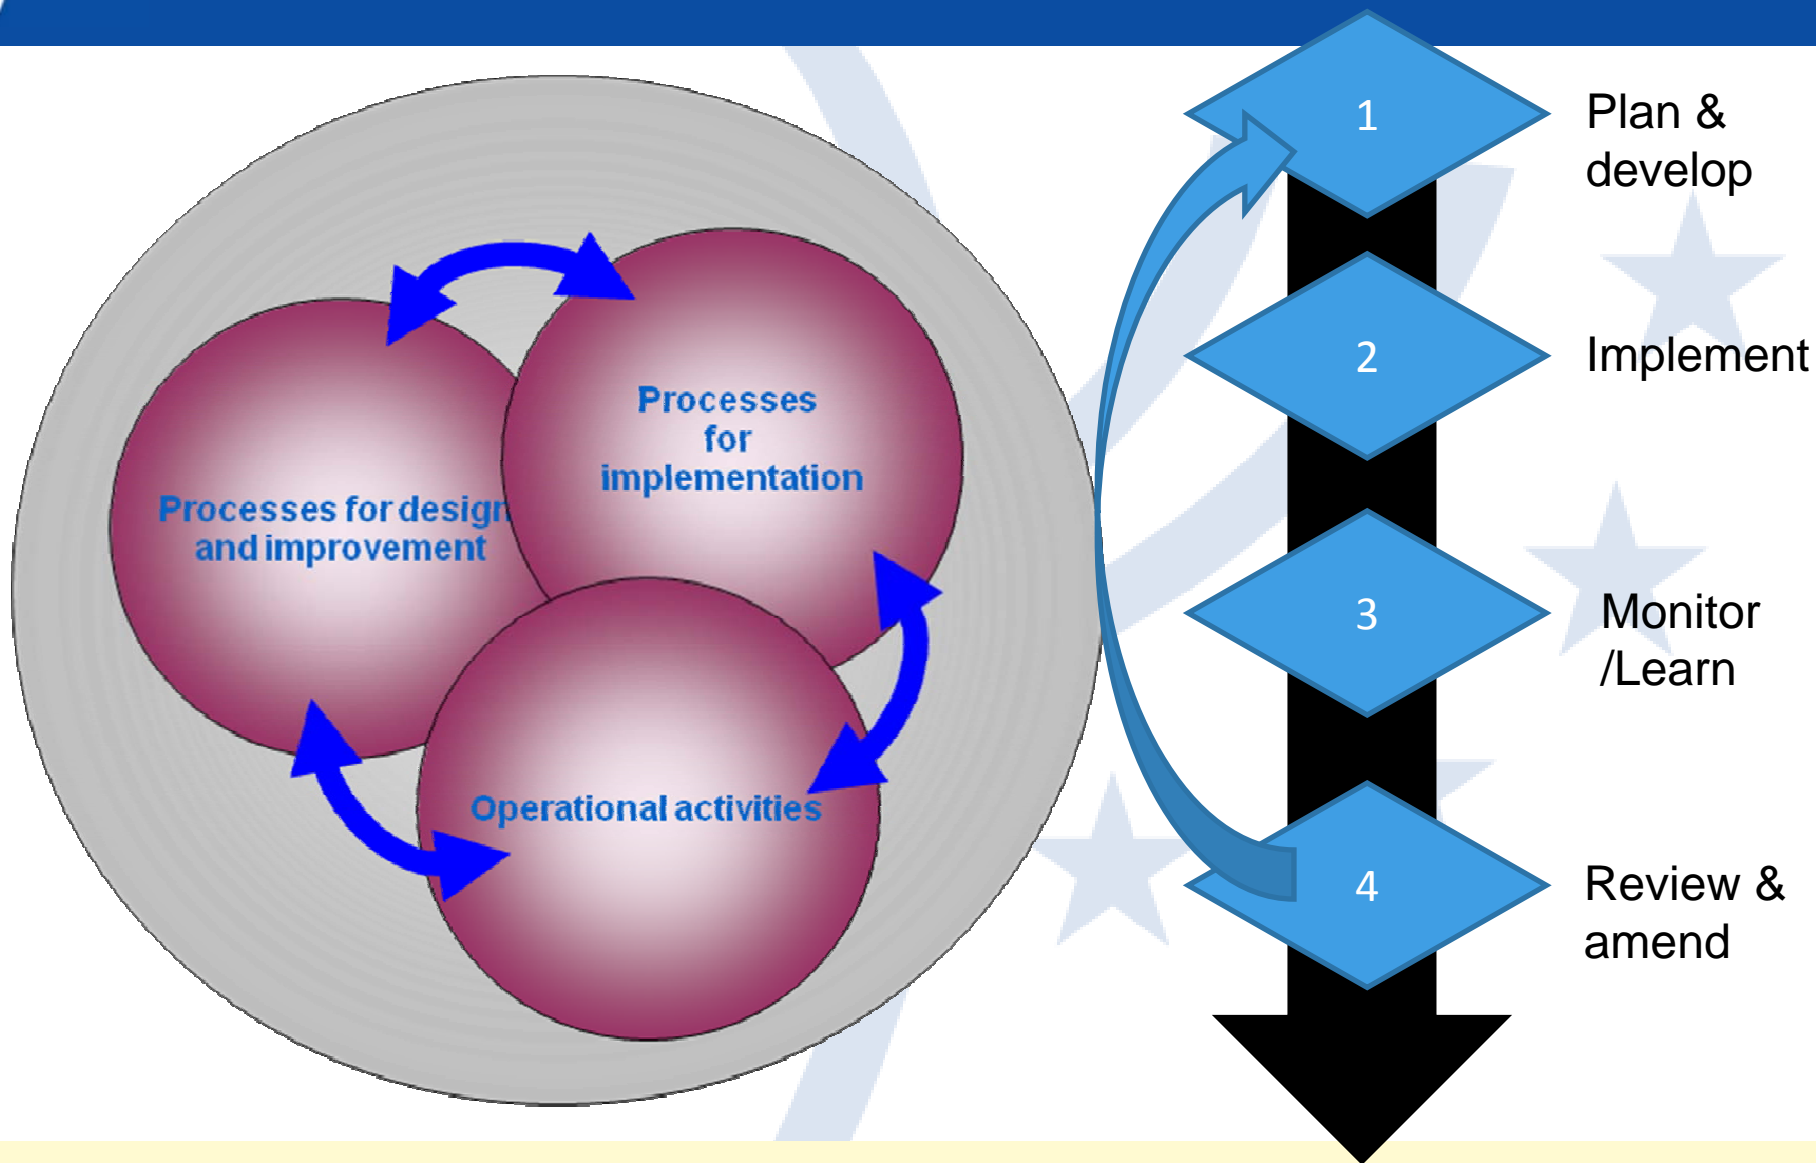 Processes for design
and improvement
Processes
for
implementation
Operational activities
1
Plan &
develop
2
Implement
3
Monitor
/Learn
4
Review &
amend